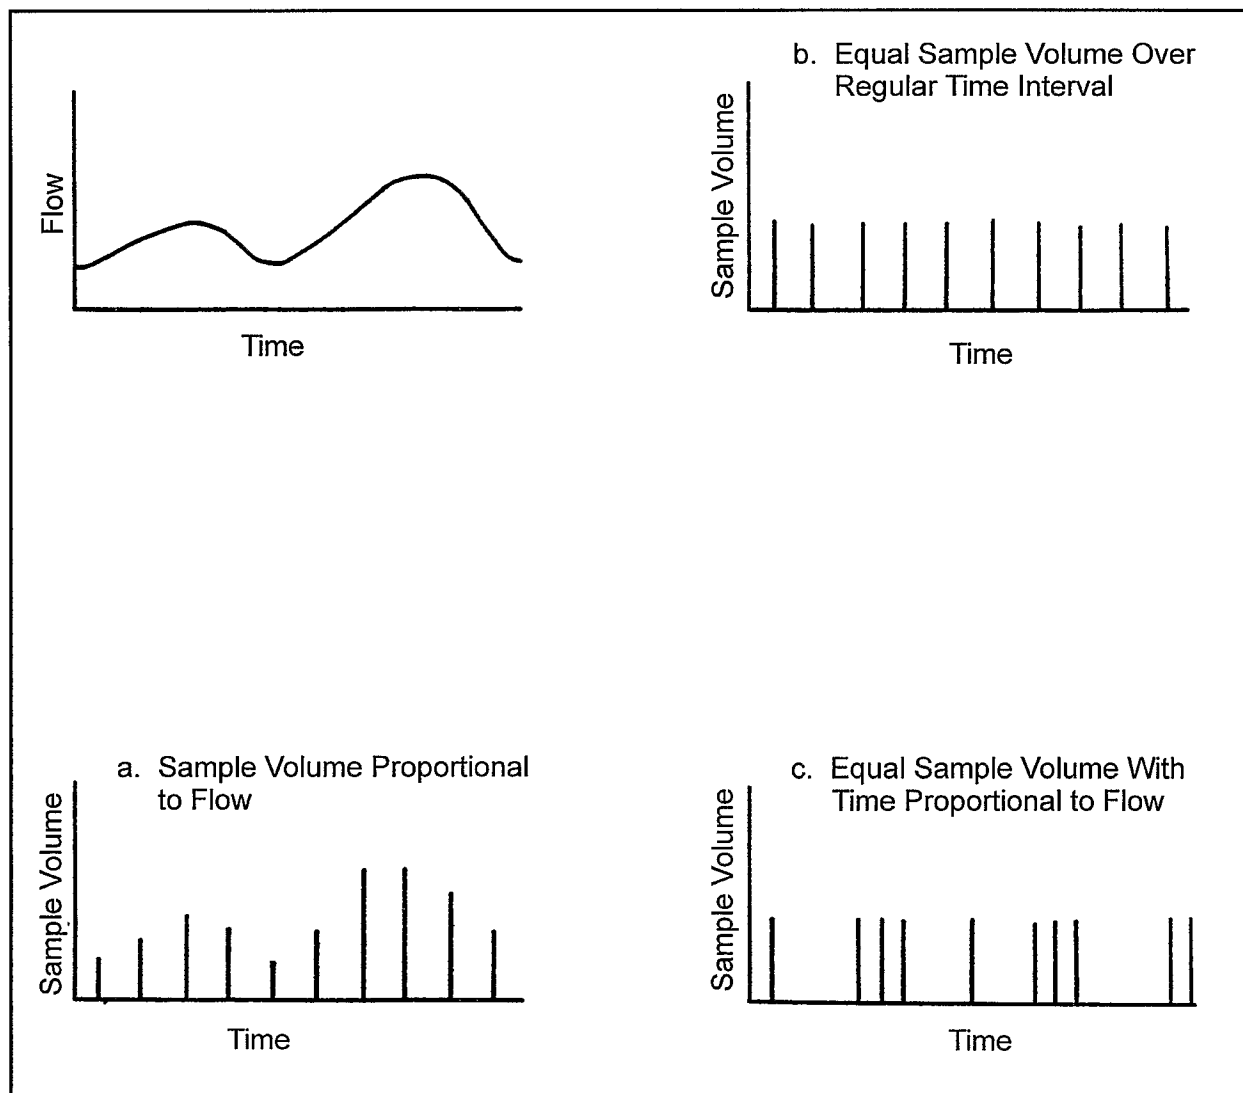 Flow
Time
b. Equal Sample Volume Over
Regular Time Interval
Sample Volume
Time
a. Sample Volume Proportional
to Flow
Sample Volume
Time
c. Equal Sample Volume With
Time Proportional to Flow
Sample Volume
Time